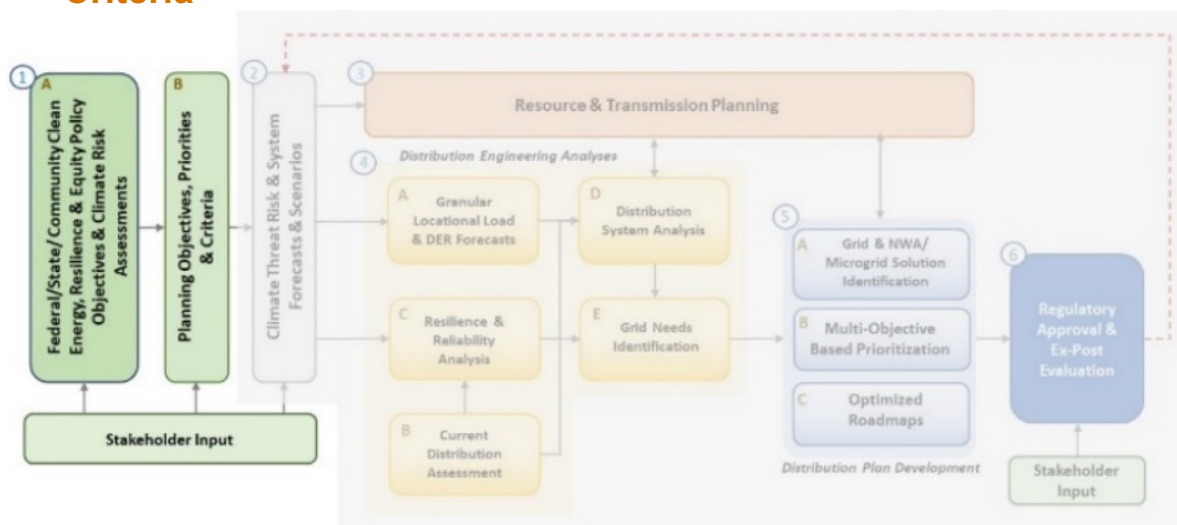 Criteria
1
A
Federal/State/Community Clean
Energy, Resilience & Equity Policy
Objectives & Climate Risk
Assessments
B
Planning Objectives, Priorities
& Criteria
Stakeholder Input
2
Climate Threat Risk & System
Forecasts & Scenarios
3
Resource & Transmission Planning
4
Distribution Engineering Analyses
A
Granular
Locational Load
& DER Forecasts
D
Distribution
System Analysis
C
Resilience &
Reliability
Analysis
E
Grid Needs
Identification
B
Current
Distribution
Assessment
5
A
Grid & NWA/
Microgrid Solution
Identification
B
Multi-Objective
Based Prioritization
C
Optimized
Roadmaps
Distribution Plan Development
6
Regulatory
Approval &
Ex-Post
Evaluation
Stakeholder
Input